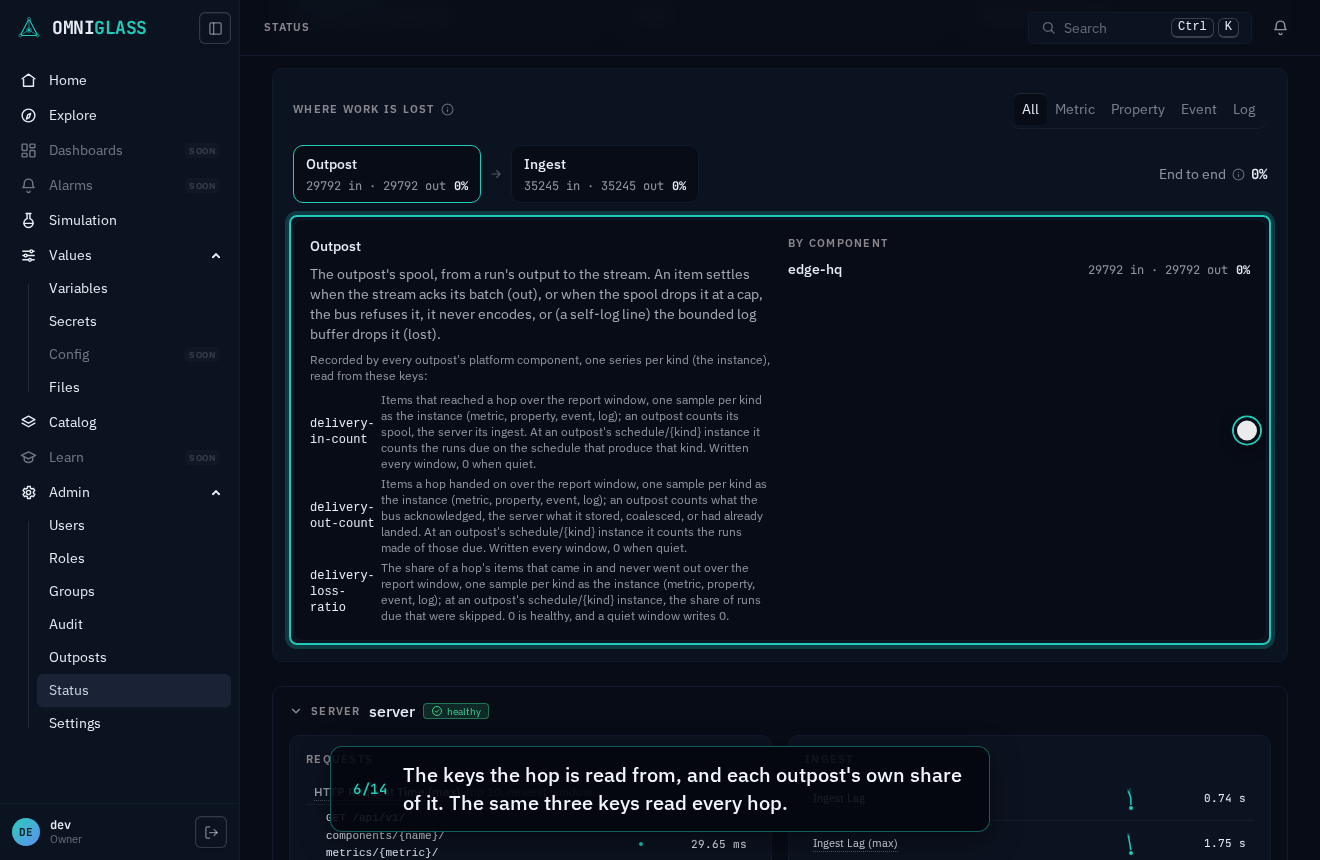 OMNIGLASS
STATUS
Search
Ctrl K
Home
Explore
Dashboards SOON
Alarms SOON
Simulation
Values
Variables
Secrets
Config SOON
Files
Catalog
Learn SOON
Admin
Users
Roles
Groups
Audit
Outposts
Status
Settings
DE
dev
Owner
WHERE WORK IS LOST
All Metric Property Event Log
Outpost
29792 in · 29792 out 0%
→
Ingest
35245 in · 35245 out 0%
End to end 0%
Outpost
The outpost's spool, from a run's output to the stream. An item settles
when the stream acks its batch (out), or when the spool drops it at a cap,
the bus refuses it, it never encodes, or (a self-log line) the bounded log
buffer drops it (lost).
Recorded by every outpost's platform component, one series per kind (the instance),
read from these keys:
delivery-
in-count
Items that reached a hop over the report window, one sample per kind
as the instance (metric, property, event, log); an outpost counts its
spool, the server its ingest. At an outpost's schedule/{kind} instance it
counts the runs due on the schedule that produce that kind. Written
every window, 0 when quiet.
delivery-
out-count
Items a hop handed on over the report window, one sample per kind as
the instance (metric, property, event, log); an outpost counts what the
bus acknowledged, the server what it stored, coalesced, or had already
landed. At an outpost's schedule/{kind} instance it counts the runs
made of those due. Written every window, 0 when quiet.
delivery-
loss-
ratio
The share of a hop's items that came in and never went out over the
report window, one sample per kind as the instance (metric, property,
event, log); at an outpost's schedule/{kind} instance, the share of runs
due that were skipped. 0 is healthy, and a quiet window writes 0.
BY COMPONENT
edge-hq 29792 in · 29792 out 0%
SERVER server healthy
REQUESTS
GET /api/v1/
components/{name}/
metrics/{metric}/
29.65 ms
INGEST
Ingest Lag 0.74 s
Ingest Lag (max) 1.75 s
6/14
The keys the hop is read from, and each outpost's own share
of it. The same three keys read every hop.